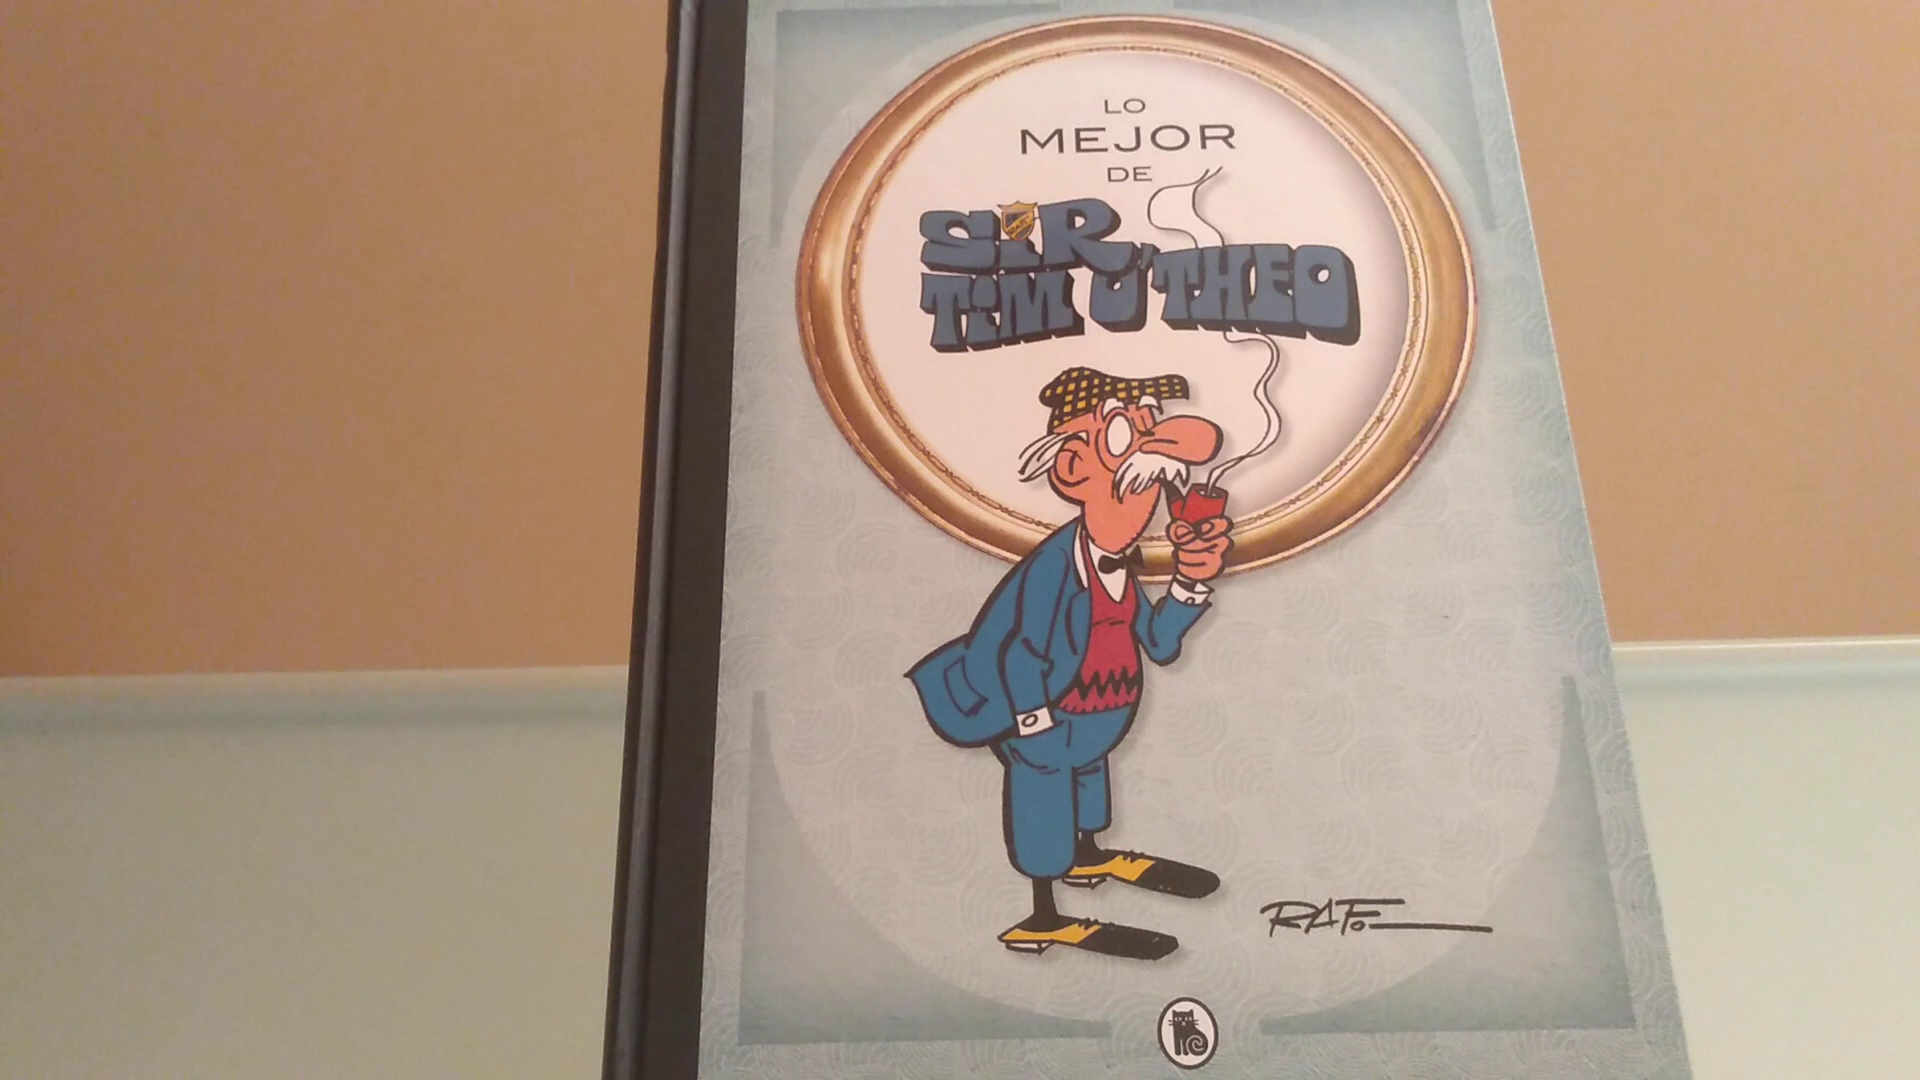 LO
MEJOR
DE
SiR
TiM O'THEO
RAF.